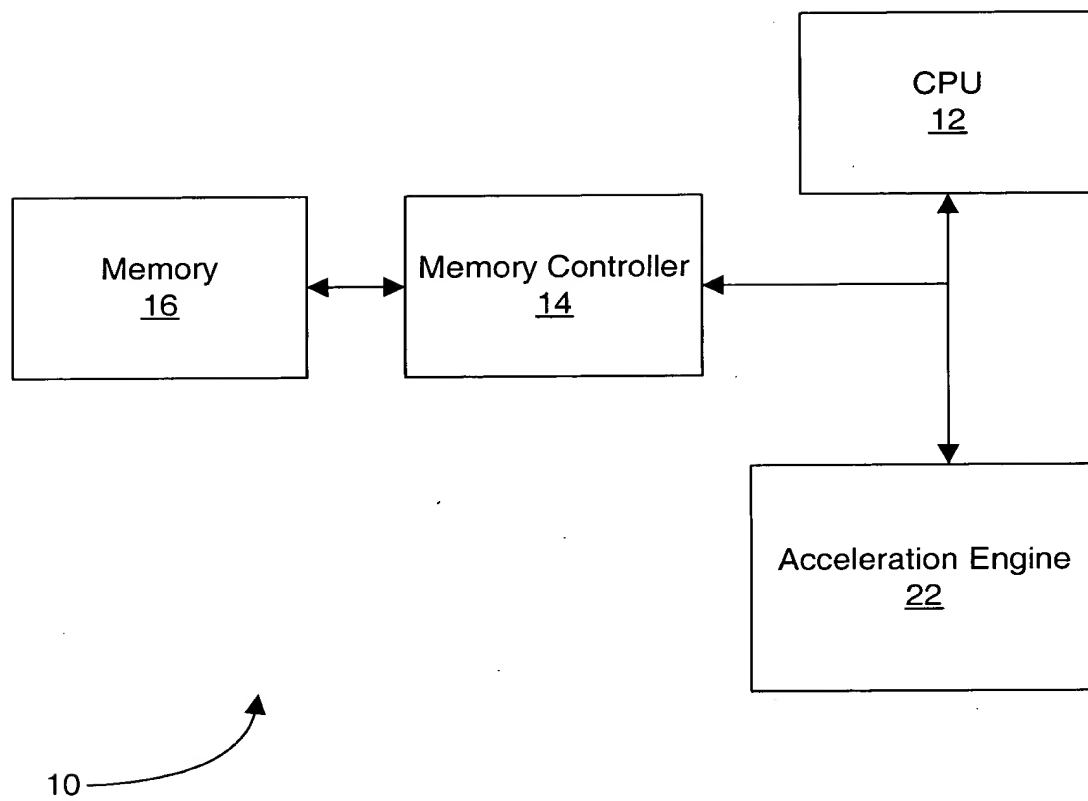 CPU
12
Memory
16
Memory Controller
14
Acceleration Engine
22
10